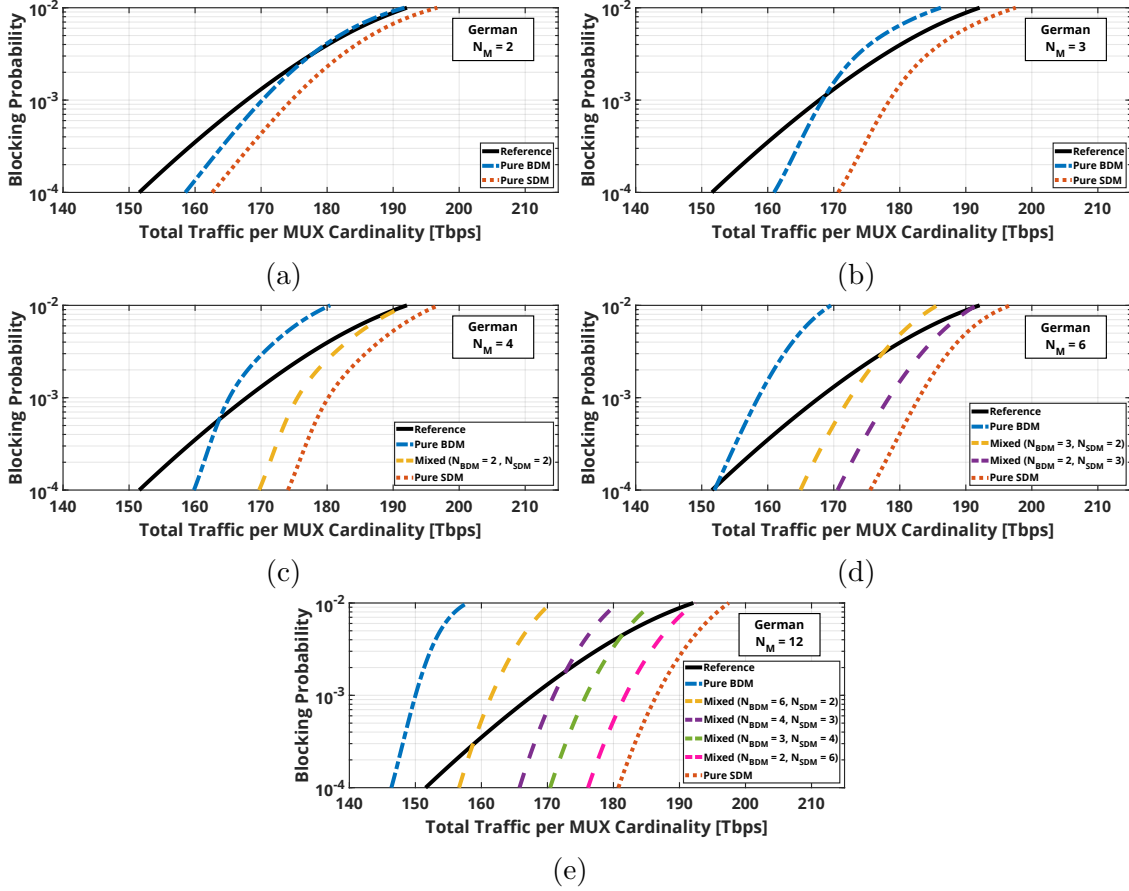 Blocking Probability
10^-2
10^-3
10^-4
German
N_M = 2
Reference
Pure BDM
Pure SDM
140 150 160 170 180 190 200 210
Total Traffic per MUX Cardinality [Tbps]
(a)
Blocking Probability
10^-2
10^-3
10^-4
German
N_M = 3
Reference
Pure BDM
Pure SDM
140 150 160 170 180 190 200 210
Total Traffic per MUX Cardinality [Tbps]
(b)
Blocking Probability
10^-2
10^-3
10^-4
German
N_M = 4
Reference
Pure BDM
Mixed (N_BDM = 2 , N_SDM = 2)
Pure SDM
140 150 160 170 180 190 200 210
Total Traffic per MUX Cardinality [Tbps]
(c)
Blocking Probability
10^-2
10^-3
10^-4
German
N_M = 6
Reference
Pure BDM
Mixed (N_BDM = 3, N_SDM = 2)
Mixed (N_BDM = 2, N_SDM = 3)
Pure SDM
140 150 160 170 180 190 200 210
Total Traffic per MUX Cardinality [Tbps]
(d)
Blocking Probability
10^-2
10^-3
10^-4
German
N_M = 12
Reference
Pure BDM
Mixed (N_BDM = 6, N_SDM = 2)
Mixed (N_BDM = 4, N_SDM = 3)
Mixed (N_BDM = 3, N_SDM = 4)
Mixed (N_BDM = 2, N_SDM = 6)
Pure SDM
140 150 160 170 180 190 200 210
Total Traffic per MUX Cardinality [Tbps]
(e)